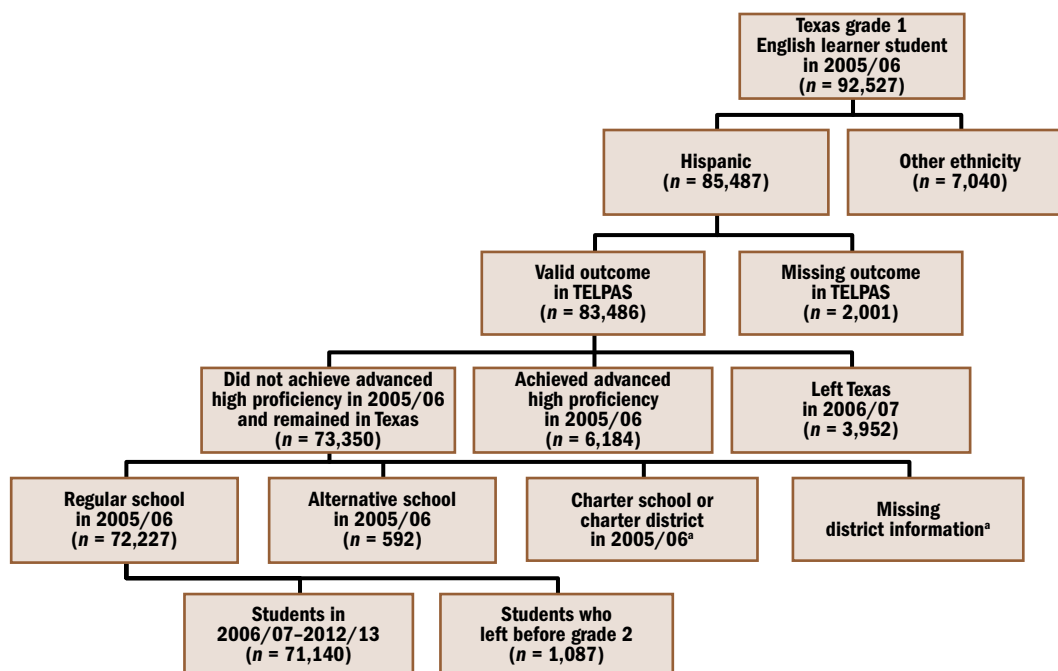 Texas grade 1
English learner student
in 2005/06
(n = 92,527)
Hispanic
(n = 85,487)
Other ethnicity
(n = 7,040)
Valid outcome
in TELPAS
(n = 83,486)
Missing outcome
in TELPAS
(n = 2,001)
Did not achieve advanced
high proficiency in 2005/06
and remained in Texas
(n = 73,350)
Achieved advanced
high proficiency
in 2005/06
(n = 6,184)
Left Texas
in 2006/07
(n = 3,952)
Regular school
in 2005/06
(n = 72,227)
Alternative school
in 2005/06
(n = 592)
Charter school or
charter district
in 2005/06ª
Missing
district informationª
Students in
2006/07–2012/13
(n = 71,140)
Students who
left before grade 2
(n = 1,087)